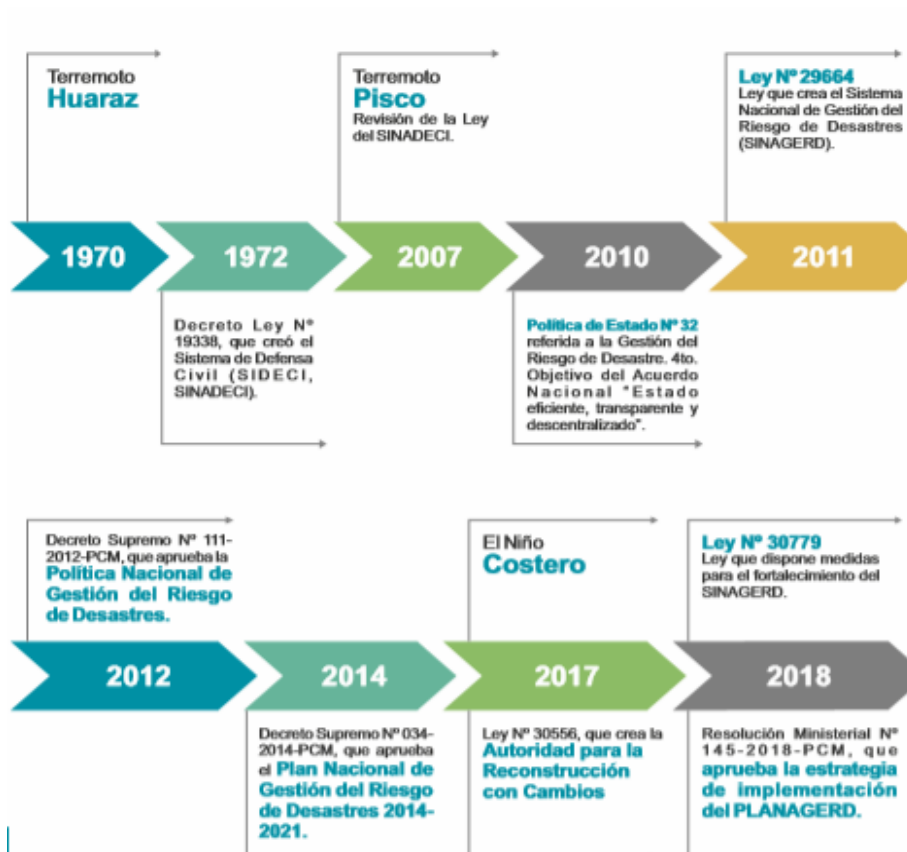 Terremoto
Huaraz
Terremoto
Pisco
Revisión de la Ley
del SINADECI.
Ley Nº 29664
Ley que crea el Sistema
Nacional de Gestión del
Riesgo de Desastres
(SINAGERD).
1970
1972
2007
2010
2011
Decreto Ley Nº
19338, que creó el
Sistema de Defensa
Civil (SIDECI,
SINADECI).
Política de Estado Nº 32
referida a la Gestión del
Riesgo de Desastre. 4to.
Objetivo del Acuerdo
Nacional "Estado
eficiente, transparente y
descentralizado".
Decreto Supremo Nº 111-
2012-PCM, que aprueba la
Política Nacional de
Gestión del Riesgo
de Desastres.
El Niño
Costero
Ley Nº 30779
Ley que dispone medidas
para el fortalecimiento del
SINAGERD.
2012
2014
2017
2018
Decreto Supremo Nº 034-
2014-PCM, que aprueba
el Plan Nacional de
Gestión del Riesgo
de Desastres 2014-
2021.
Ley Nº 30556, que crea la
Autoridad para la
Reconstrucción
con Cambios
Resolución Ministerial Nº
145-2018-PCM, que
aprueba la estrategia
de implementación
del PLANAGERD.